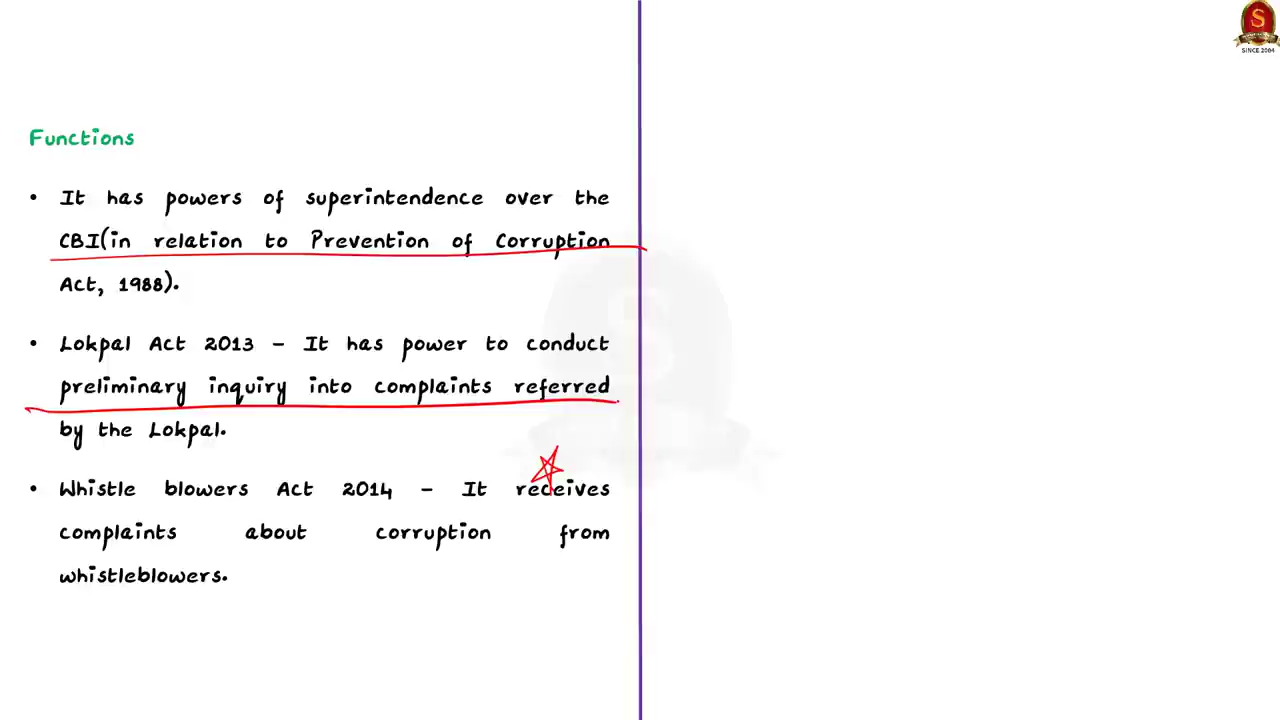 S
SINCE 2004
Functions
• It has powers of superintendence over the
CBI(in relation to Prevention of Corruption
Act, 1988).
• Lokpal Act 2013 - It has power to conduct
preliminary inquiry into complaints referred
by the Lokpal.
• Whistle blowers Act 2014 - It receives
complaints about corruption from
whistleblowers.